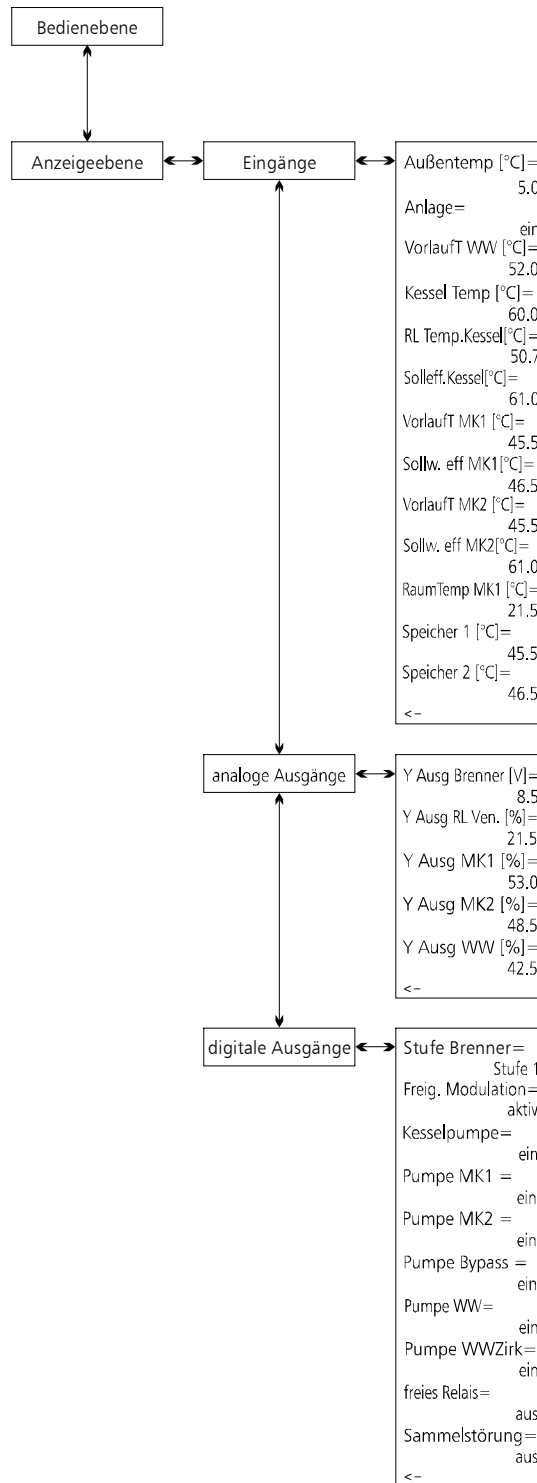 Bedienebene
Anzeigeebene
Eingänge
Außentemp [°C]=
5.0
Anlage=
ein
VorlaufT WW [°C]=
52.0
Kessel Temp [°C]=
60.0
RL Temp.Kessel[°C]=
50.7
Solleff.Kessel[°C]=
61.0
VorlaufT MK1 [°C]=
45.5
Sollw. eff MK1[°C]=
46.5
VorlaufT MK2 [°C]=
45.5
Sollw. eff MK2[°C]=
61.0
RaumTemp MK1 [°C]=
21.5
Speicher 1 [°C]=
45.5
Speicher 2 [°C]=
46.5
<-
analoge Ausgänge
Y Ausg Brenner [V]=
8.5
Y Ausg RL Ven. [%]=
21.5
Y Ausg MK1 [%]=
53.0
Y Ausg MK2 [%]=
48.5
Y Ausg WW [%]=
42.5
<-
digitale Ausgänge
Stufe Brenner=
Stufe 1
Freig. Modulation=
aktiv
Kesselpumpe=
ein
Pumpe MK1 =
ein
Pumpe MK2 =
ein
Pumpe Bypass =
ein
Pumpe WW=
ein
Pumpe WWZirk=
ein
freies Relais=
aus
Sammelstörung=
aus
<-